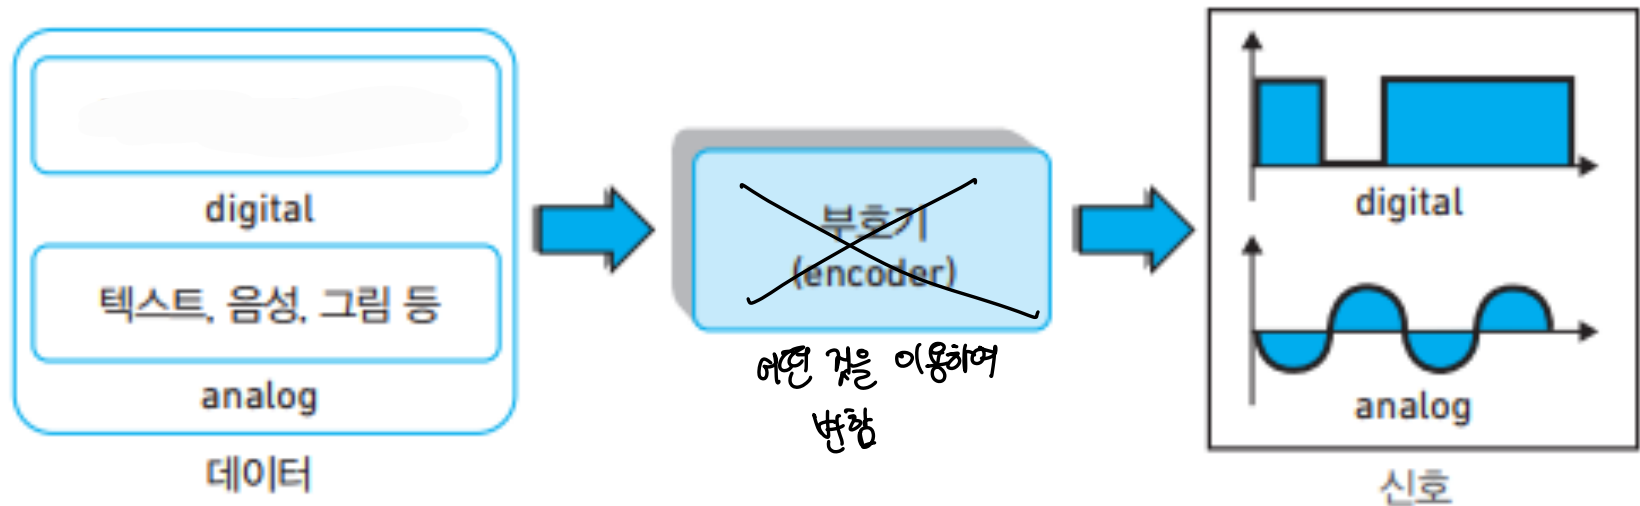 digital
텍스트, 음성, 그림 등
analog
데이터
부호기
(encoder)
어떤 것을 이용하여
변함
digital
analog
신호